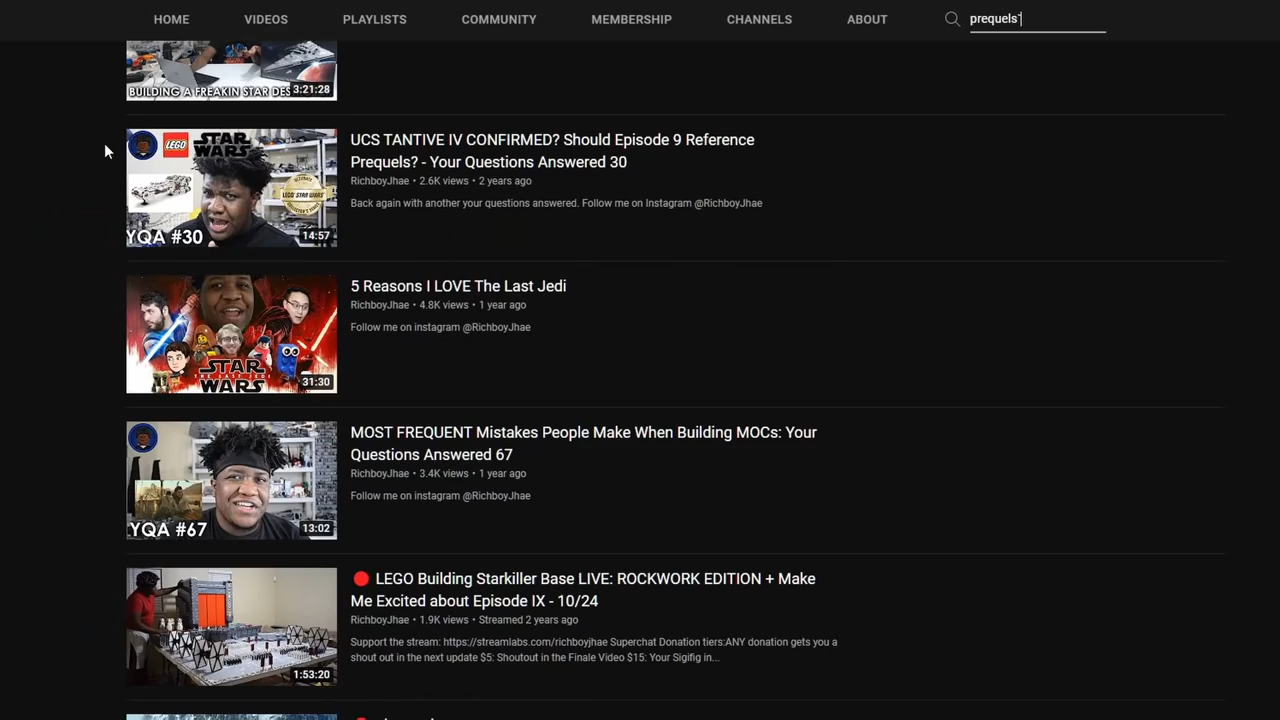 HOME VIDEOS PLAYLISTS COMMUNITY MEMBERSHIP CHANNELS ABOUT prequels'
BUILDING A FREAKIN STAR DES
3:21:28
UCS TANTIVE IV CONFIRMED? Should Episode 9 Reference
Prequels? - Your Questions Answered 30
RichboyJhae • 2.6K views • 2 years ago
Back again with another your questions answered. Follow me on Instagram @RichboyJhae
LEGO STAR WARS
LEGO STAR WARS
YQA #30
14:57
5 Reasons I LOVE The Last Jedi
RichboyJhae • 4.8K views • 1 year ago
Follow me on instagram @RichboyJhae
STAR
WARS
31:30
MOST FREQUENT Mistakes People Make When Building MOCs: Your
Questions Answered 67
RichboyJhae • 3.4K views • 1 year ago
Follow me on instagram @RichboyJhae
YQA #67
13:02
LEGO Building Starkiller Base LIVE: ROCKWORK EDITION + Make
Me Excited about Episode IX - 10/24
RichboyJhae • 1.9K views • Streamed 2 years ago
Support the stream: https://streamlabs.com/richboyjhae Superchat Donation tiers:ANY donation gets you a
shout out in the next update $5: Shoutout in the Finale Video $15: Your Sigifig in...
1:53:20